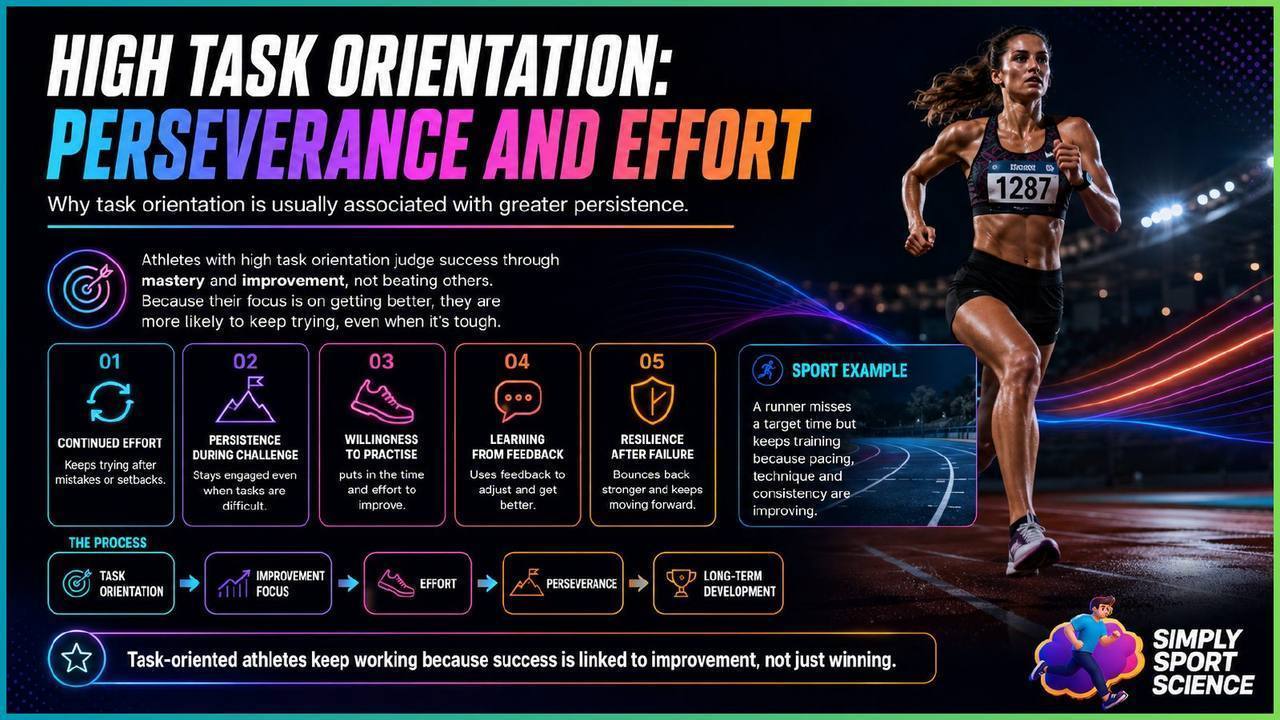 HIGH TASK ORIENTATION:
PERSEVERANCE AND EFFORT
Why task orientation is usually associated with greater persistence.
Athletes with high task orientation judge success through
mastery and improvement, not beating others.
Because their focus is on getting better, they are
more likely to keep trying, even when it's tough.
01
CONTINUED EFFORT
Keeps trying after
mistakes or setbacks.
02
PERSISTENCE
DURING CHALLENGE
Stays engaged even
when tasks are
difficult.
03
WILLINGNESS
TO PRACTISE
puts in the time
and effort to
improve.
04
LEARNING
FROM FEEDBACK
Uses feedback to
adjust and get
better.
05
RESILIENCE
AFTER FAILURE
Bounces back
stronger and keeps
moving forward.
SPORT EXAMPLE
A runner misses
a target time but
keeps training
because pacing,
technique and
consistency are
improving.
1287
THE PROCESS
TASK
ORIENTATION
IMPROVEMENT
FOCUS
EFFORT
PERSEVERANCE
LONG-TERM
DEVELOPMENT
Task-oriented athletes keep working because success is linked to improvement, not just winning.
SIMPLY
SPORT
SCIENCE